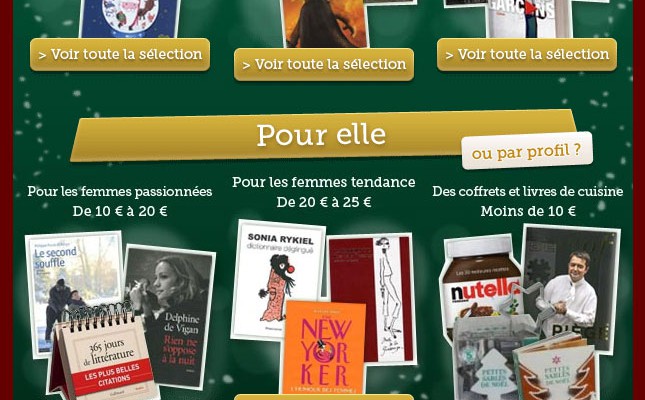 GARÇONS
> Voir toute la sélection
> Voir toute la sélection
> Voir toute la sélection
Pour elle
ou par profil ?
Pour les femmes passionnées
De 10 € à 20 €
Pour les femmes tendance
De 20 € à 25 €
Des coffrets et livres de cuisine
Moins de 10 €
Le second
souffle
Delphine
de Vigan
Rien ne
s'oppose
à la nuit
365 jours
de littérature
LES PLUS BELLES
CITATIONS
SONIA RYKIEL
dictionnaire déglingué
THE
NEW
YORKER
L'HUMOUR DES FEMMES
nutella
PETITS
SABLÉS
DE NOËL
PETITS
SABLÉS
DE NOËL